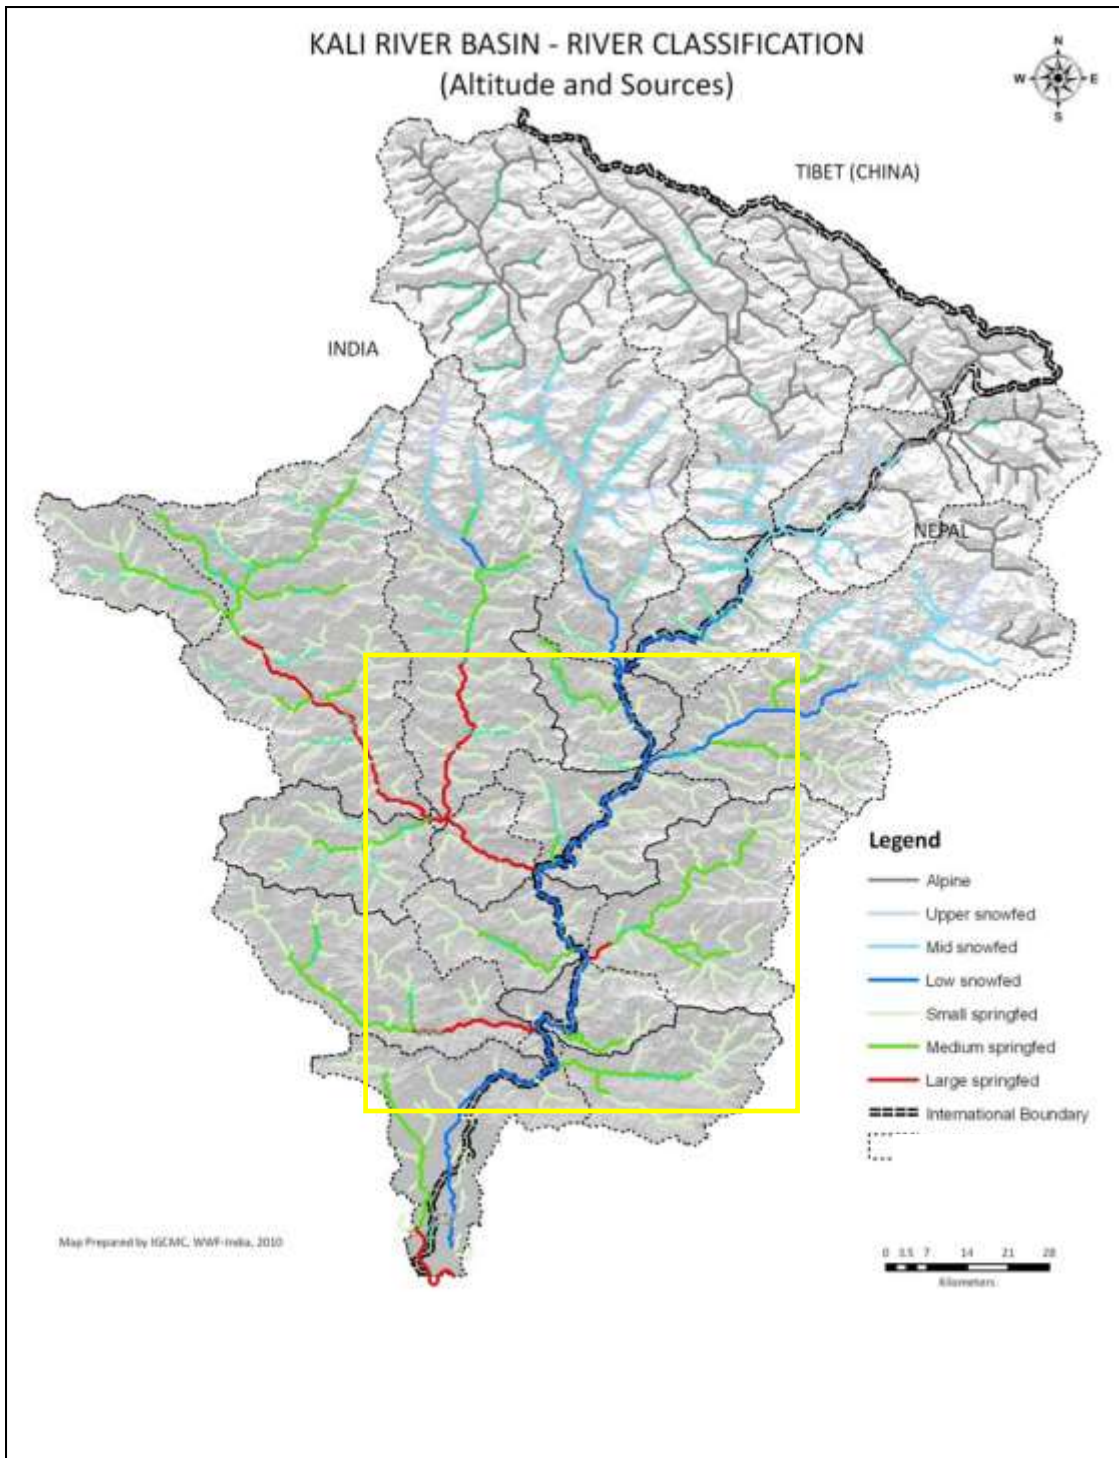 KALI RIVER BASIN - RIVER CLASSIFICATION
(Altitude and Sources)
N
W E
S
TIBET (CHINA)
INDIA
NEPAL
Legend
Alpine
Upper snowfed
Mid snowfed
Low snowfed
Small springfed
Medium springfed
Large springfed
International Boundary
Map Prepared by IGCMC, WWF-India, 2010
0 3.5 7 14 21 28
Kilometers